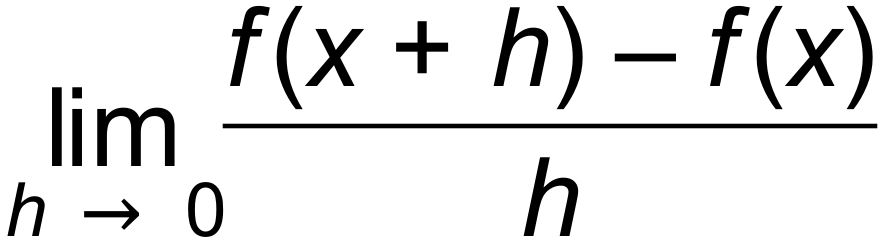 lim h → 0 f(x + h) − f(x) / h